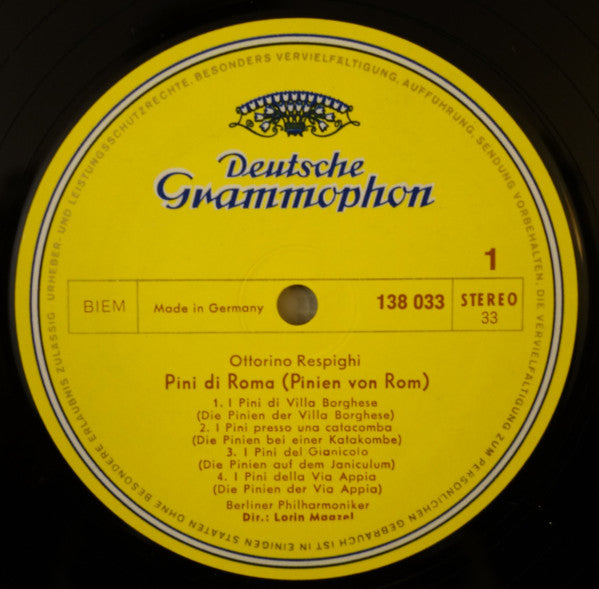 Deutsche
Grammophon
1
BIEM
Made in Germany
138 033
STEREO
33
Ottorino Respighi
Pini di Roma (Pinien von Rom)
1. I Pini di Villa Borghese
(Die Pinien der Villa Borghese)
2. I Pini presso una catacomba
(Die Pinien bei einer Katakombe)
3. I Pini del Gianicolo
(Die Pinien auf dem Janiculum)
4. I Pini della Via Appia
(Die Pinien der Via Appia)
Berliner Philharmoniker
Dir.: Lorin Maazel
URHEBER- UND LEISTUNGSSCHUTZRECHTE, BESONDERS VERVIELFÄLTIGUNG, AUFFÜHRUNG, SENDUNG VORBEHALTEN, DIE VERVIELFÄLTIGUNG ZUM PERSÖNLICHEN GEBRAUCH IST IN EINIGEN STAATEN OHNE BESONDERE ERLAUBNIS ZULÄSSIG